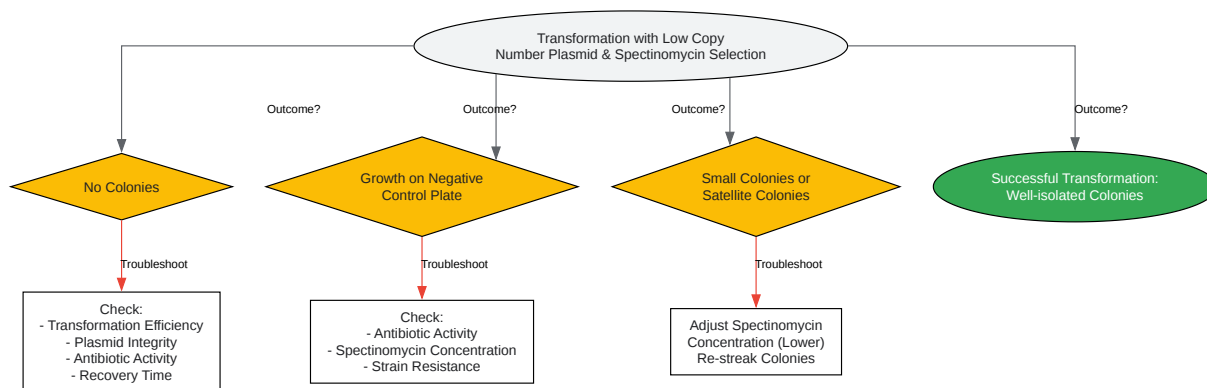 Transformation with Low Copy
Number Plasmid & Spectinomycin Selection
Outcome?
Outcome?
Outcome?
Outcome?
No Colonies
Growth on Negative
Control Plate
Small Colonies or
Satellite Colonies
Successful Transformation:
Well-isolated Colonies
Troubleshoot
Troubleshoot
Troubleshoot
Check:
- Transformation Efficiency
- Plasmid Integrity
- Antibiotic Activity
- Recovery Time
Check:
- Antibiotic Activity
- Spectinomycin Concentration
- Strain Resistance
Adjust Spectinomycin
Concentration (Lower)
Re-streak Colonies